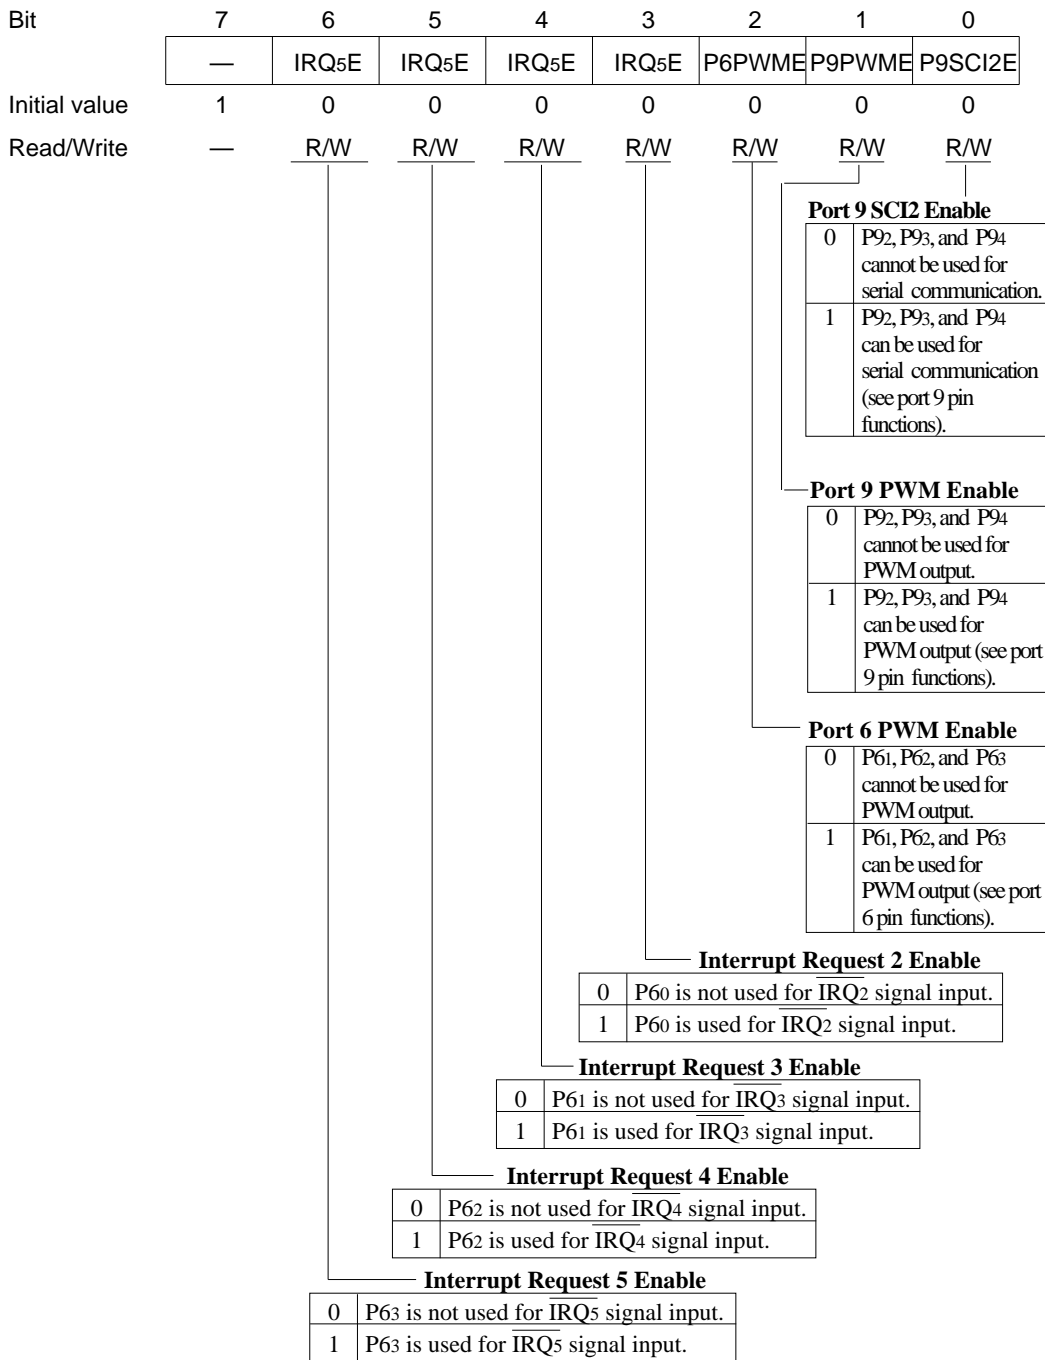 Bit 7 6 5 4 3 2 1 0
— IRQ5E IRQ5E IRQ5E IRQ5E P6PWME P9PWME P9SCI2E
Initial value 1 0 0 0 0 0 0 0
Read/Write — R/W R/W R/W R/W R/W R/W R/W
Port 9 SCI2 Enable
0 P92, P93, and P94
cannot be used for
serial communication.
1 P92, P93, and P94
can be used for
serial communication
(see port 9 pin
functions).
Port 9 PWM Enable
0 P92, P93, and P94
cannot be used for
PWM output.
1 P92, P93, and P94
can be used for
PWM output (see port
9 pin functions).
Port 6 PWM Enable
0 P61, P62, and P63
cannot be used for
PWM output.
1 P61, P62, and P63
can be used for
PWM output (see port
6 pin functions).
Interrupt Request 2 Enable
0 P60 is not used for IRQ2 signal input.
1 P60 is used for IRQ2 signal input.
Interrupt Request 3 Enable
0 P61 is not used for IRQ3 signal input.
1 P61 is used for IRQ3 signal input.
Interrupt Request 4 Enable
0 P62 is not used for IRQ4 signal input.
1 P62 is used for IRQ4 signal input.
Interrupt Request 5 Enable
0 P63 is not used for IRQ5 signal input.
1 P63 is used for IRQ5 signal input.